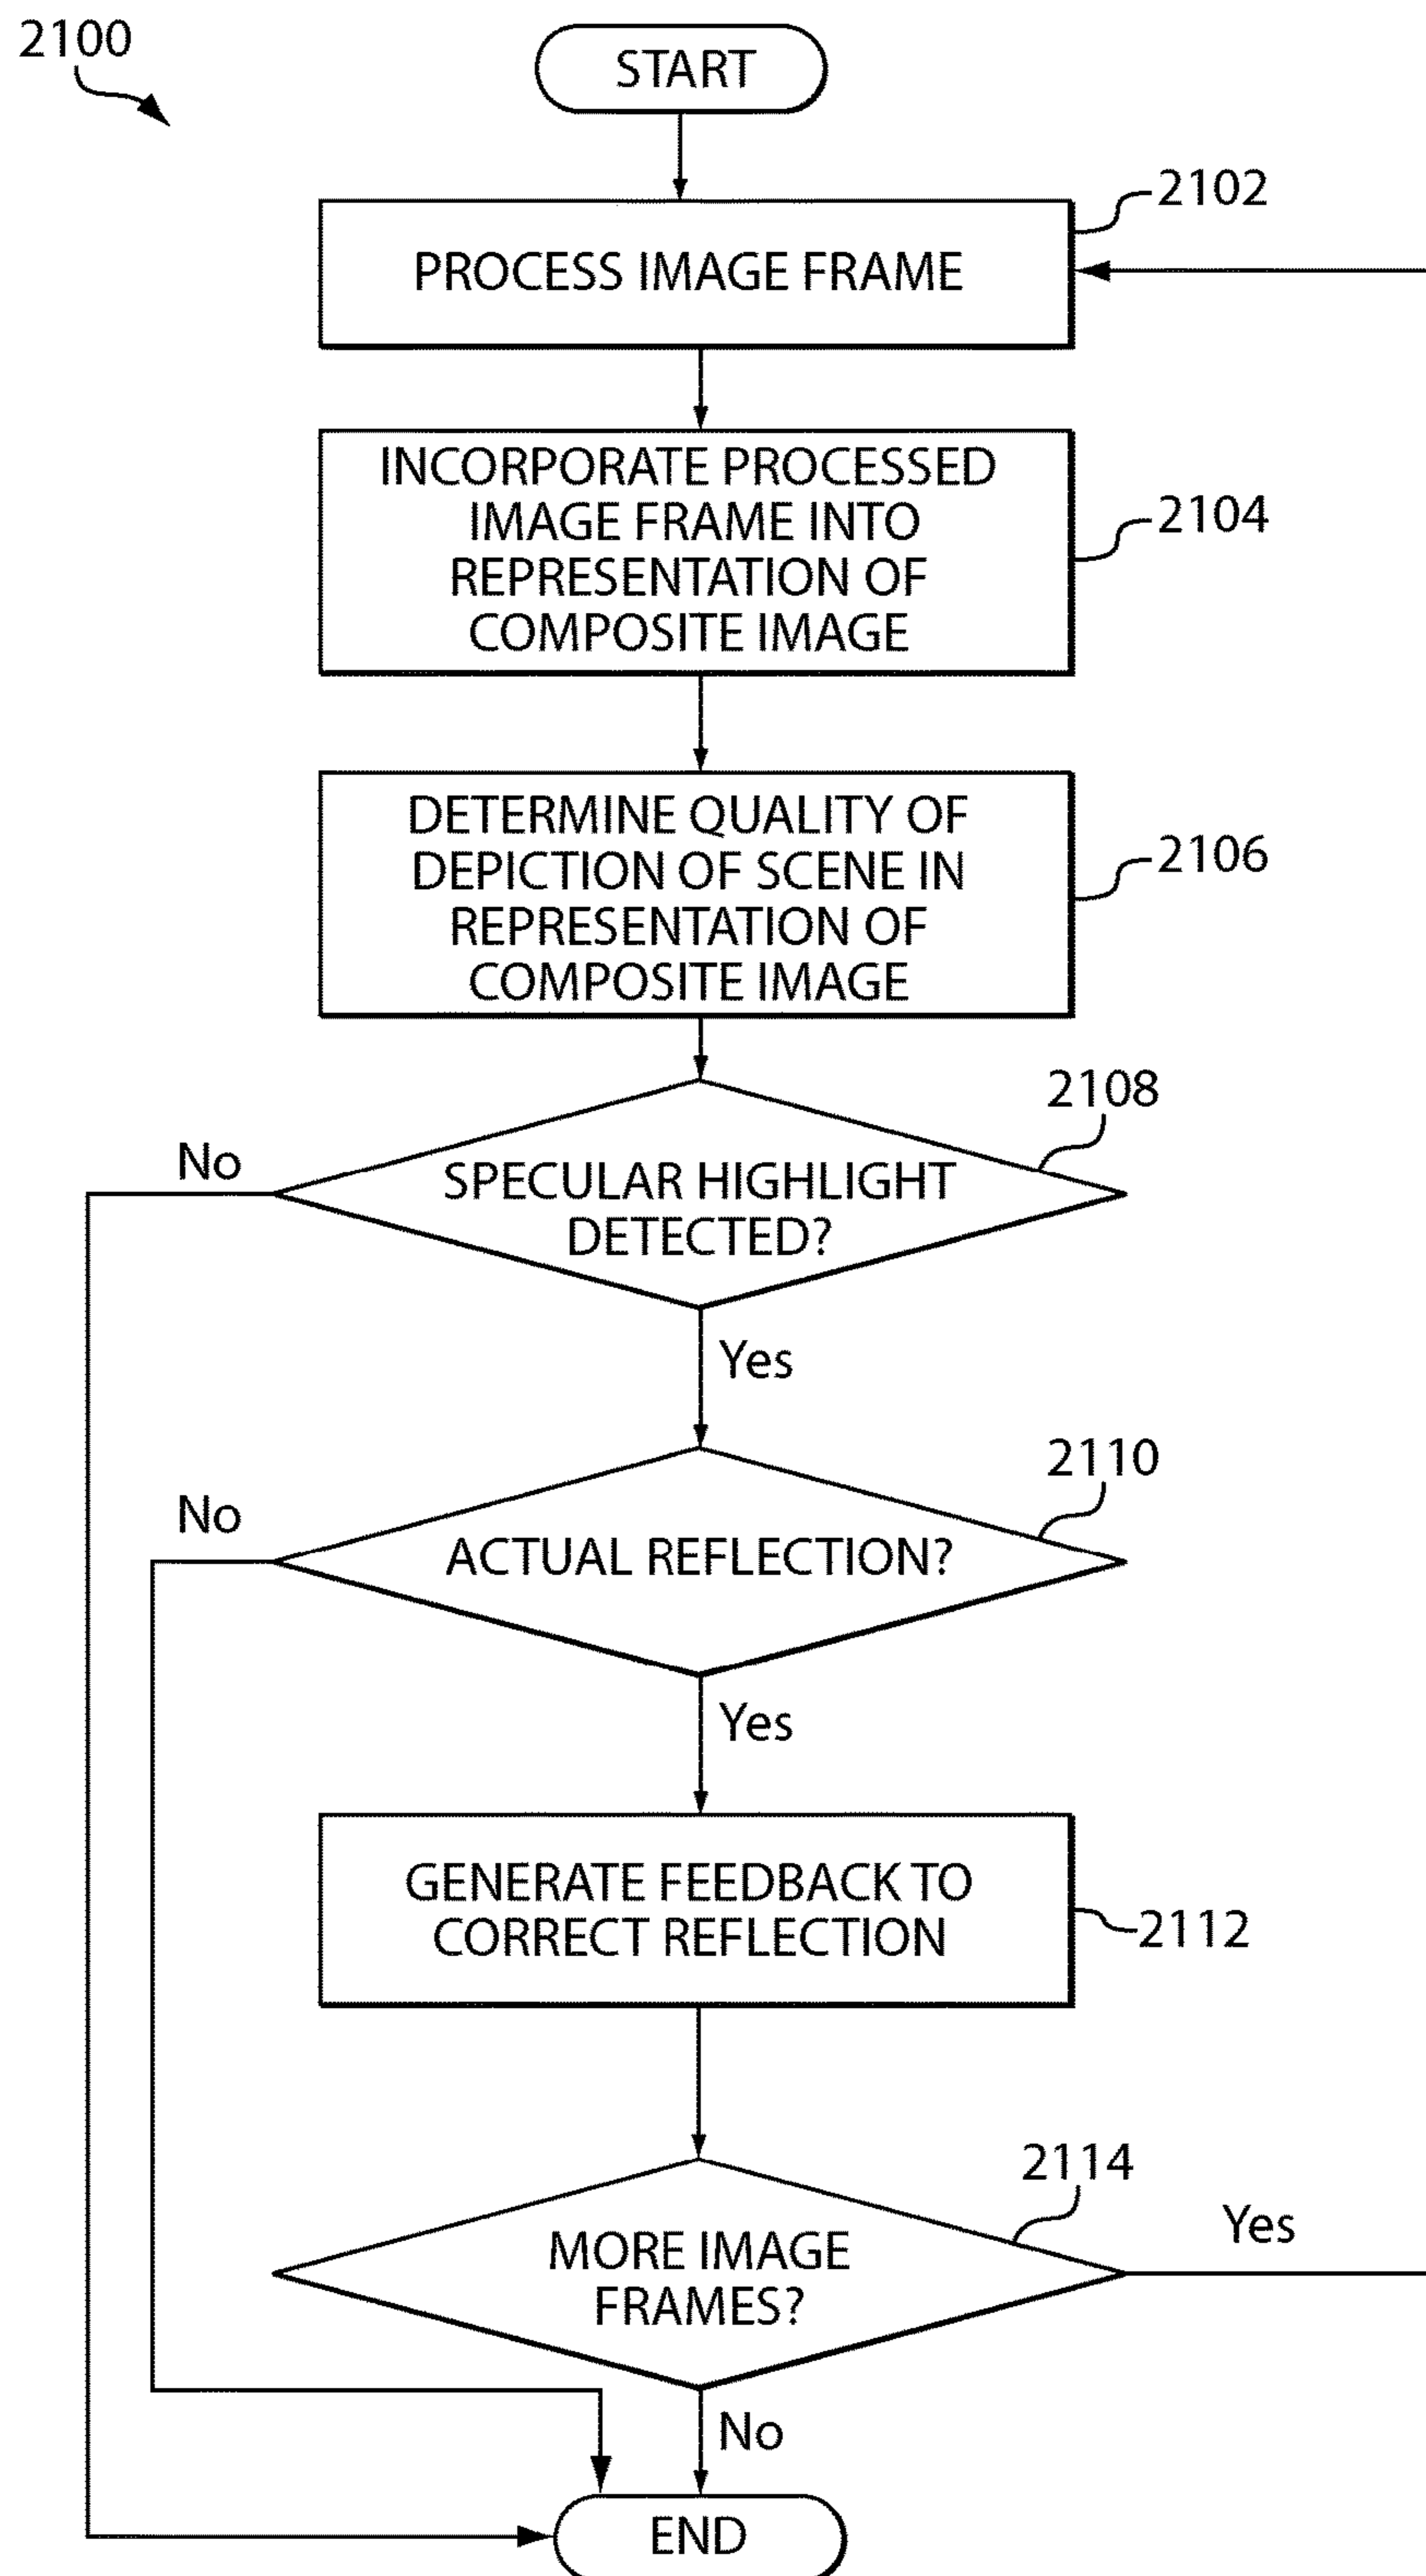 2100
START
2102
PROCESS IMAGE FRAME
INCORPORATE PROCESSED
IMAGE FRAME INTO
REPRESENTATION OF
COMPOSITE IMAGE
2104
DETERMINE QUALITY OF
DEPICTION OF SCENE IN
REPRESENTATION OF
COMPOSITE IMAGE
2106
2108
No
SPECULAR HIGHLIGHT
DETECTED?
Yes
2110
No
ACTUAL REFLECTION?
Yes
GENERATE FEEDBACK TO
CORRECT REFLECTION
2112
2114
Yes
MORE IMAGE
FRAMES?
No
END